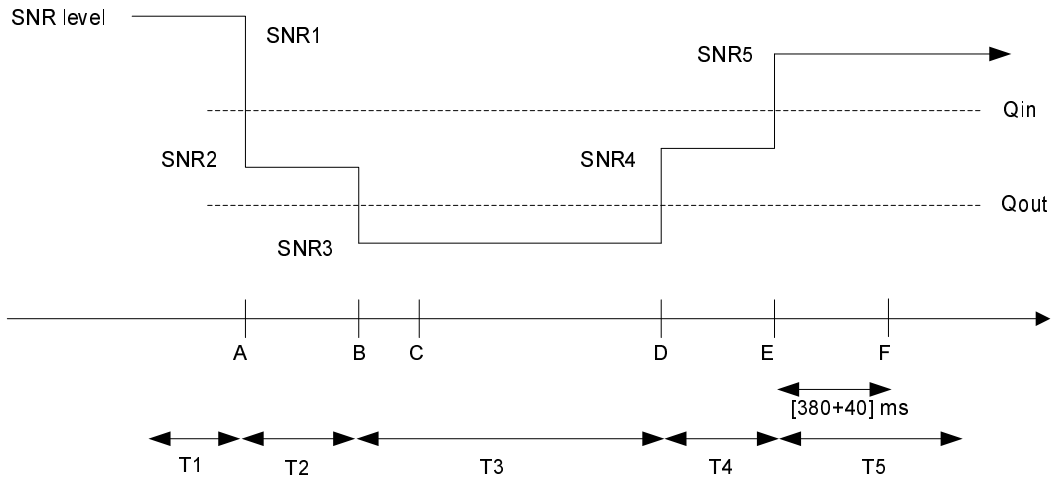 SNR level
SNR1
SNR5
Qin
SNR2
SNR4
Qout
SNR3
A
B
C
D
E
F
[380+40] ms
T1
T2
T3
T4
T5